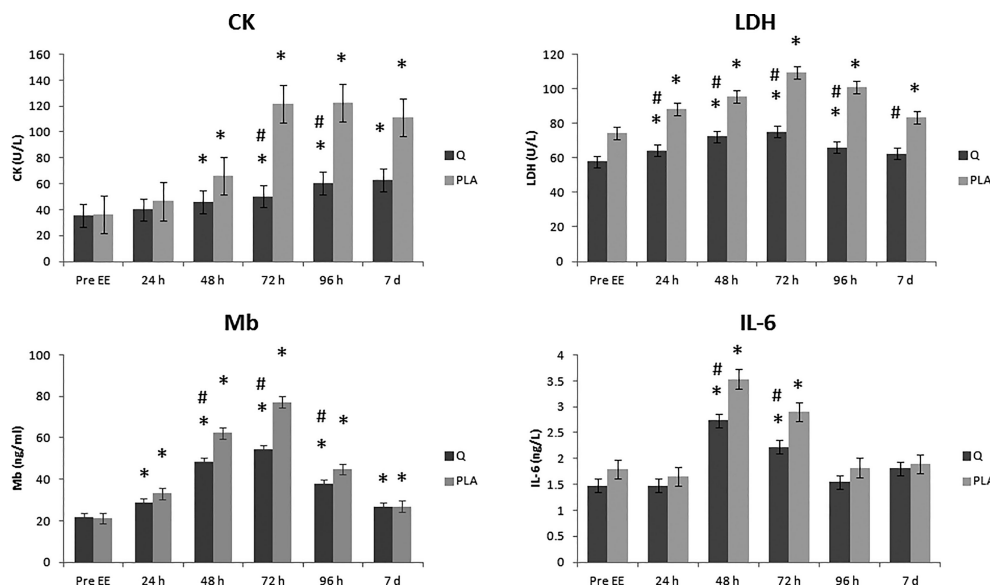 CK
160
140
120
100
80
60
40
20
0
CK (U/L)
* * *
* # #
* * * *
Pre EE 24 h 48 h 72 h 96 h 7 d
Q
PLA
LDH
120
100
80
60
40
20
0
LDH (U/L)
* * * * *
# # # # #
* * * *
Pre EE 24 h 48 h 72 h 96 h 7 d
Q
PLA
Mb
100
80
60
40
20
0
Mb (ng/ml)
* *
# # #
* * * * * * * *
Pre EE 24 h 48 h 72 h 96 h 7 d
Q
PLA
IL-6
4
3.5
3
2.5
2
1.5
1
0.5
0
IL-6 (ng/L)
# * # *
* *
Pre EE 24 h 48 h 72 h 96 h 7 d
Q
PLA